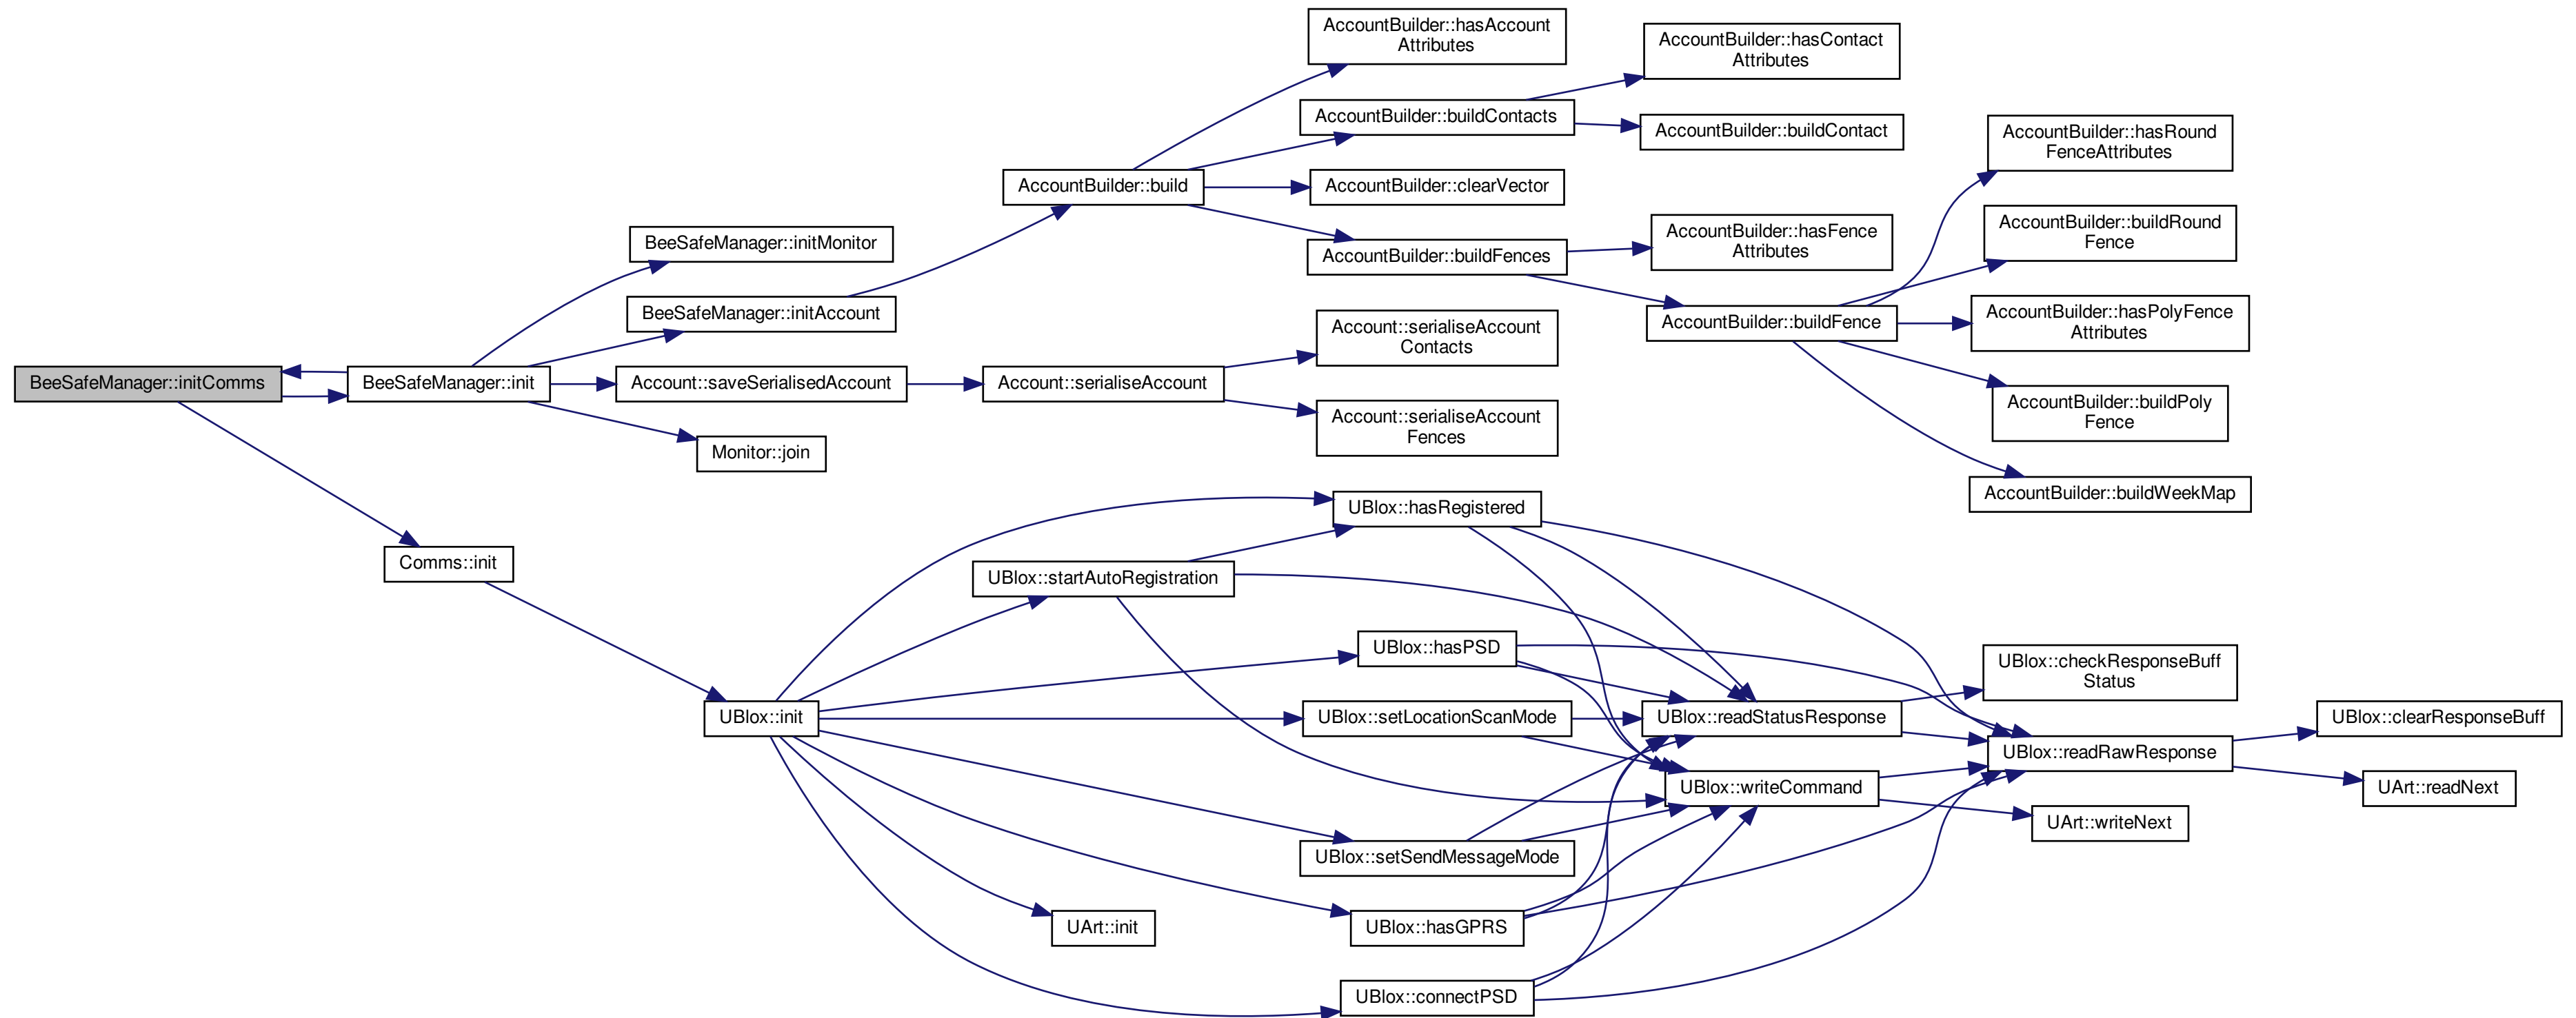 BeeSafeManager::initComms
BeeSafeManager::init
BeeSafeManager::initMonitor
BeeSafeManager::initAccount
Account::saveSerialisedAccount
Monitor::join
AccountBuilder::build
Account::serialiseAccount
AccountBuilder::hasAccount
Attributes
AccountBuilder::buildContacts
AccountBuilder::clearVector
AccountBuilder::buildFences
Account::serialiseAccount
Contacts
Account::serialiseAccount
Fences
AccountBuilder::hasContact
Attributes
AccountBuilder::buildContact
AccountBuilder::hasFence
Attributes
AccountBuilder::buildFence
AccountBuilder::hasRound
FenceAttributes
AccountBuilder::buildRound
Fence
AccountBuilder::hasPolyFence
Attributes
AccountBuilder::buildPoly
Fence
AccountBuilder::buildWeekMap
Comms::init
UBlox::init
UBlox::startAutoRegistration
UArt::init
UBlox::hasRegistered
UBlox::hasPSD
UBlox::setLocationScanMode
UBlox::setSendMessageMode
UBlox::hasGPRS
UBlox::connectPSD
UBlox::readStatusResponse
UBlox::writeCommand
UBlox::checkResponseBuff
Status
UBlox::readRawResponse
UArt::writeNext
UBlox::clearResponseBuff
UArt::readNext